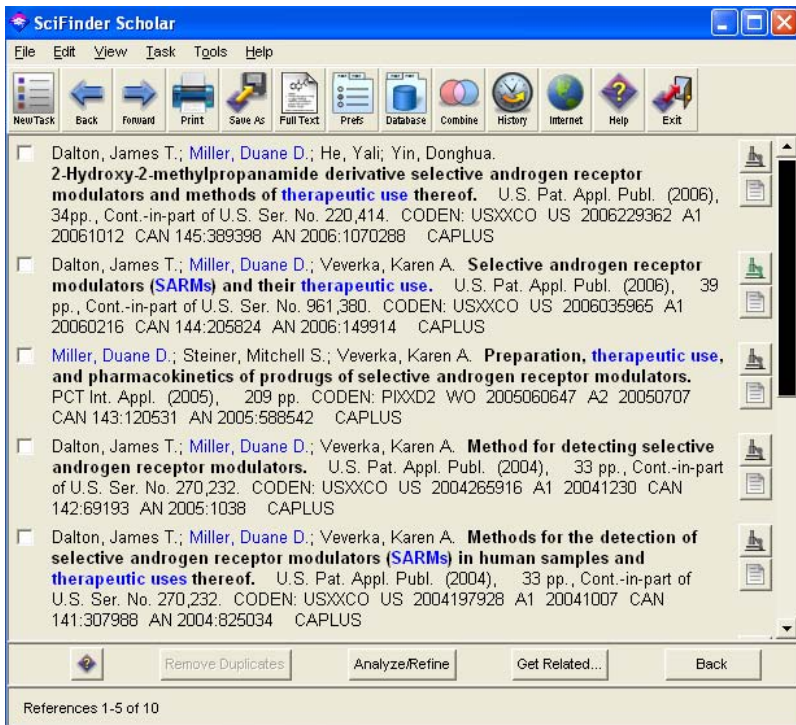 SciFinder Scholar
File Edit View Task Tools Help
New Task Back Forward Print Save As Full Text Prefs Database Combine History Internet Help Exit
Dalton, James T.; Miller, Duane D.; He, Yali; Yin, Donghua.
2-Hydroxy-2-methylpropanamide derivative selective androgen receptor
modulators and methods of therapeutic use thereof. U.S. Pat. Appl. Publ. (2006),
34pp., Cont.-in-part of U.S. Ser. No. 220,414. CODEN: USXXCO US 2006229362 A1
20061012 CAN 145:389398 AN 2006:1070288 CAPLUS
Dalton, James T.; Miller, Duane D.; Veverka, Karen A. Selective androgen receptor
modulators (SARMs) and their therapeutic use. U.S. Pat. Appl. Publ. (2006), 39
pp., Cont.-in-part of U.S. Ser. No. 961,380. CODEN: USXXCO US 2006035965 A1
20060216 CAN 144:205824 AN 2006:149914 CAPLUS
Miller, Duane D.; Steiner, Mitchell S.; Veverka, Karen A. Preparation, therapeutic use,
and pharmacokinetics of prodrugs of selective androgen receptor modulators.
PCT Int. Appl. (2005), 209 pp. CODEN: PIXXD2 WO 2005060647 A2 20050707
CAN 143:120531 AN 2005:588542 CAPLUS
Dalton, James T.; Miller, Duane D.; Veverka, Karen A. Method for detecting selective
androgen receptor modulators. U.S. Pat. Appl. Publ. (2004), 33 pp., Cont.-in-part
of U.S. Ser. No. 270,232. CODEN: USXXCO US 2004265916 A1 20041230 CAN
142:69193 AN 2005:1038 CAPLUS
Dalton, James T.; Miller, Duane D.; Veverka, Karen A. Methods for the detection of
selective androgen receptor modulators (SARMs) in human samples and
therapeutic uses thereof. U.S. Pat. Appl. Publ. (2004), 33 pp., Cont.-in-part of
U.S. Ser. No. 270,232. CODEN: USXXCO US 2004197928 A1 20041007 CAN
141:307988 AN 2004:825034 CAPLUS
Remove Duplicates Analyze/Refine Get Related... Back
References 1-5 of 10